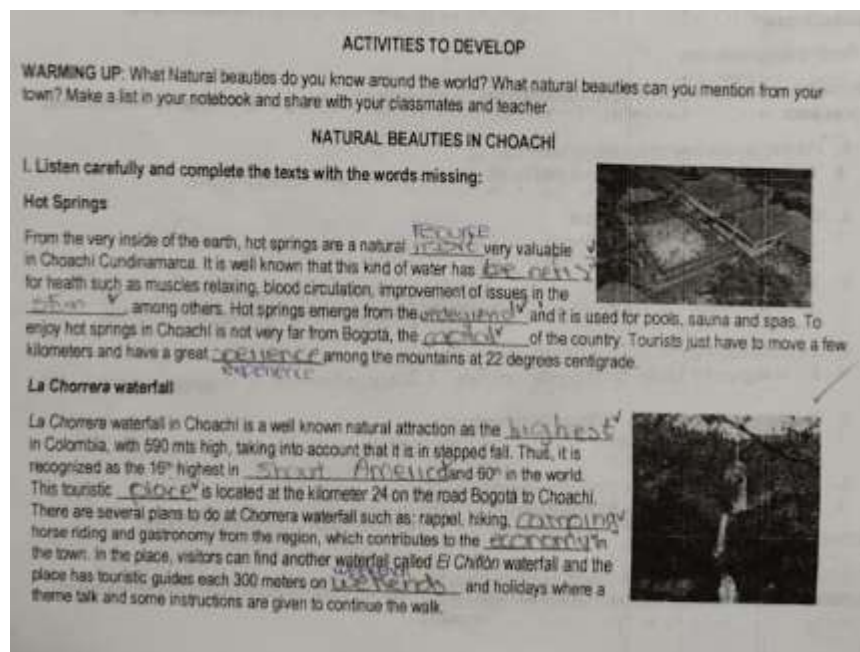 ACTIVITIES TO DEVELOP
WARMING UP: What Natural beauties do you know around the world? What natural beauties can you mention from your
town? Make a list in your notebook and share with your classmates and teacher.
NATURAL BEAUTIES IN CHOACHÍ
I. Listen carefully and complete the texts with the words missing:
Hot Springs
From the very inside of the earth, hot springs are a natural very valuable
in Choachí Cundinamarca. It is well known that this kind of water has
for health such as muscles relaxing, blood circulation, improvement of issues in the
among others. Hot springs emerge from the and it is used for pools, sauna and spas. To
enjoy hot springs in Choachí is not very far from Bogotá, the capital of the country. Tourists just have to move a few
kilometers and have a great among the mountains at 22 degrees centigrade.
experience
La Chorrera waterfall
La Chorrera waterfall in Choachí is a well known natural attraction as the highest
in Colombia, with 590 mts high, taking into account that it is in stepped fall. Thus, it is
recognized as the 16th highest in America and 60th in the world.
This touristic place is located at the kilometer 24 on the road Bogotá to Choachí.
There are several plans to do at Chorrera waterfall such as: rappel, hiking, camping
horse riding and gastronomy from the region, which contributes to the economy in
the town. In the place, visitors can find another waterfall called El Chiflón waterfall and the
place has touristic guides each 300 meters on and holidays where a
theme talk and some instructions are given to continue the walk.